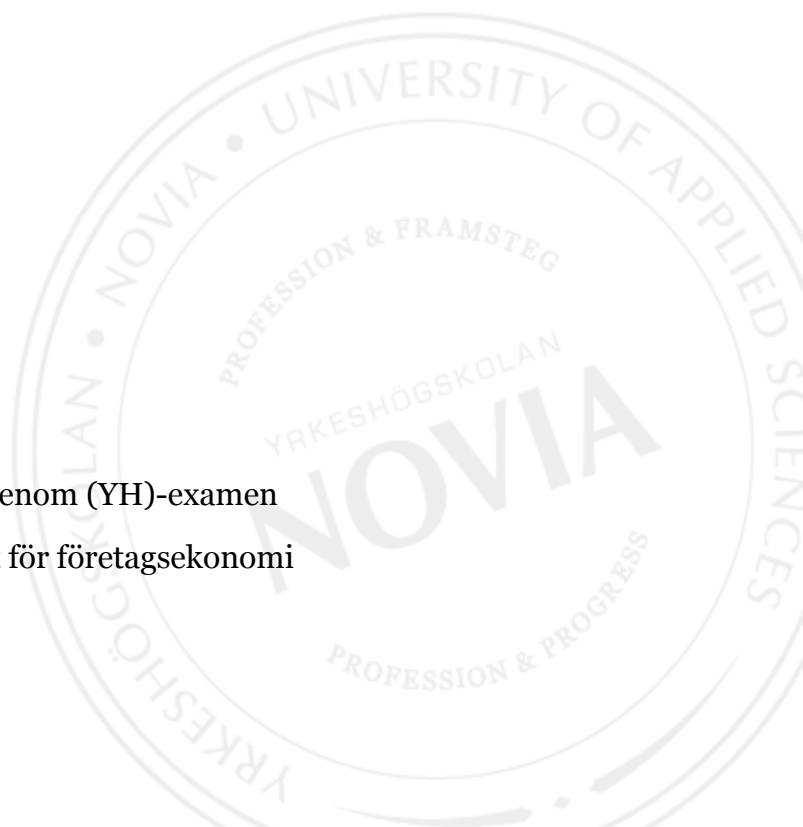 YRKESHÖGSKOLAN • NOVIA • UNIVERSITY OF APPLIED SCIENCES
PROFESSION & FRAMSTEG
YRKESHÖGSKOLAN
NOVIA
enom (YH)-examen
för företagsekonomi
PROFESSION & PROGRESS